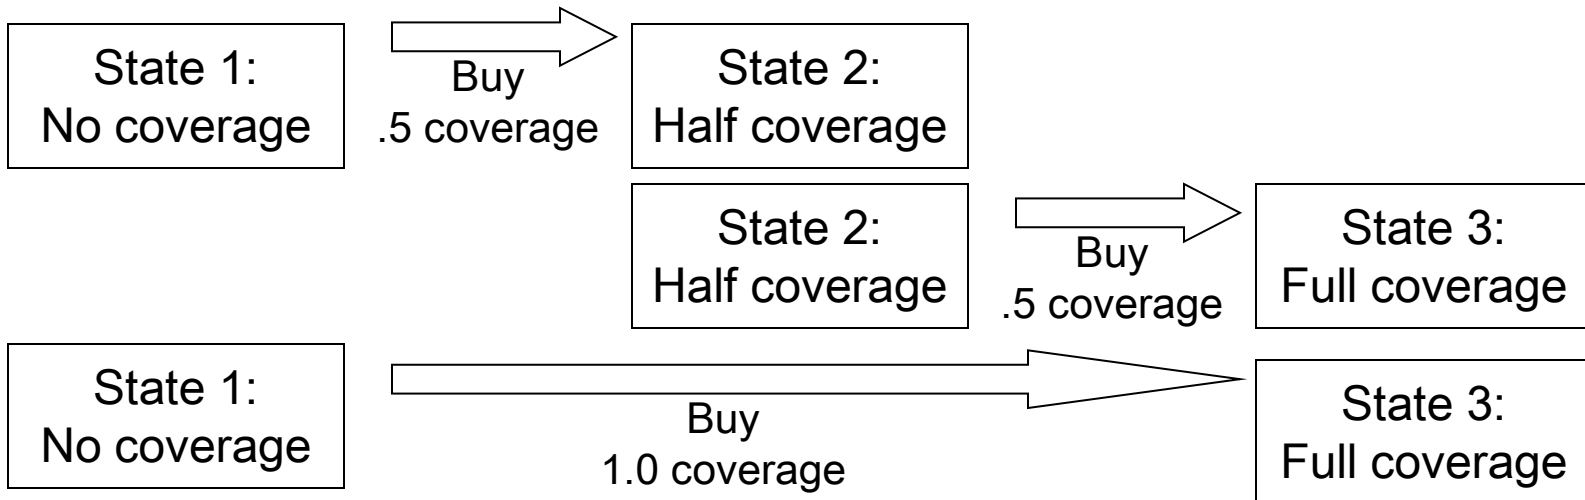 State 1:
No coverage
Buy
.5 coverage
State 2:
Half coverage
State 2:
Half coverage
Buy
.5 coverage
State 3:
Full coverage
State 1:
No coverage
Buy
1.0 coverage
State 3:
Full coverage